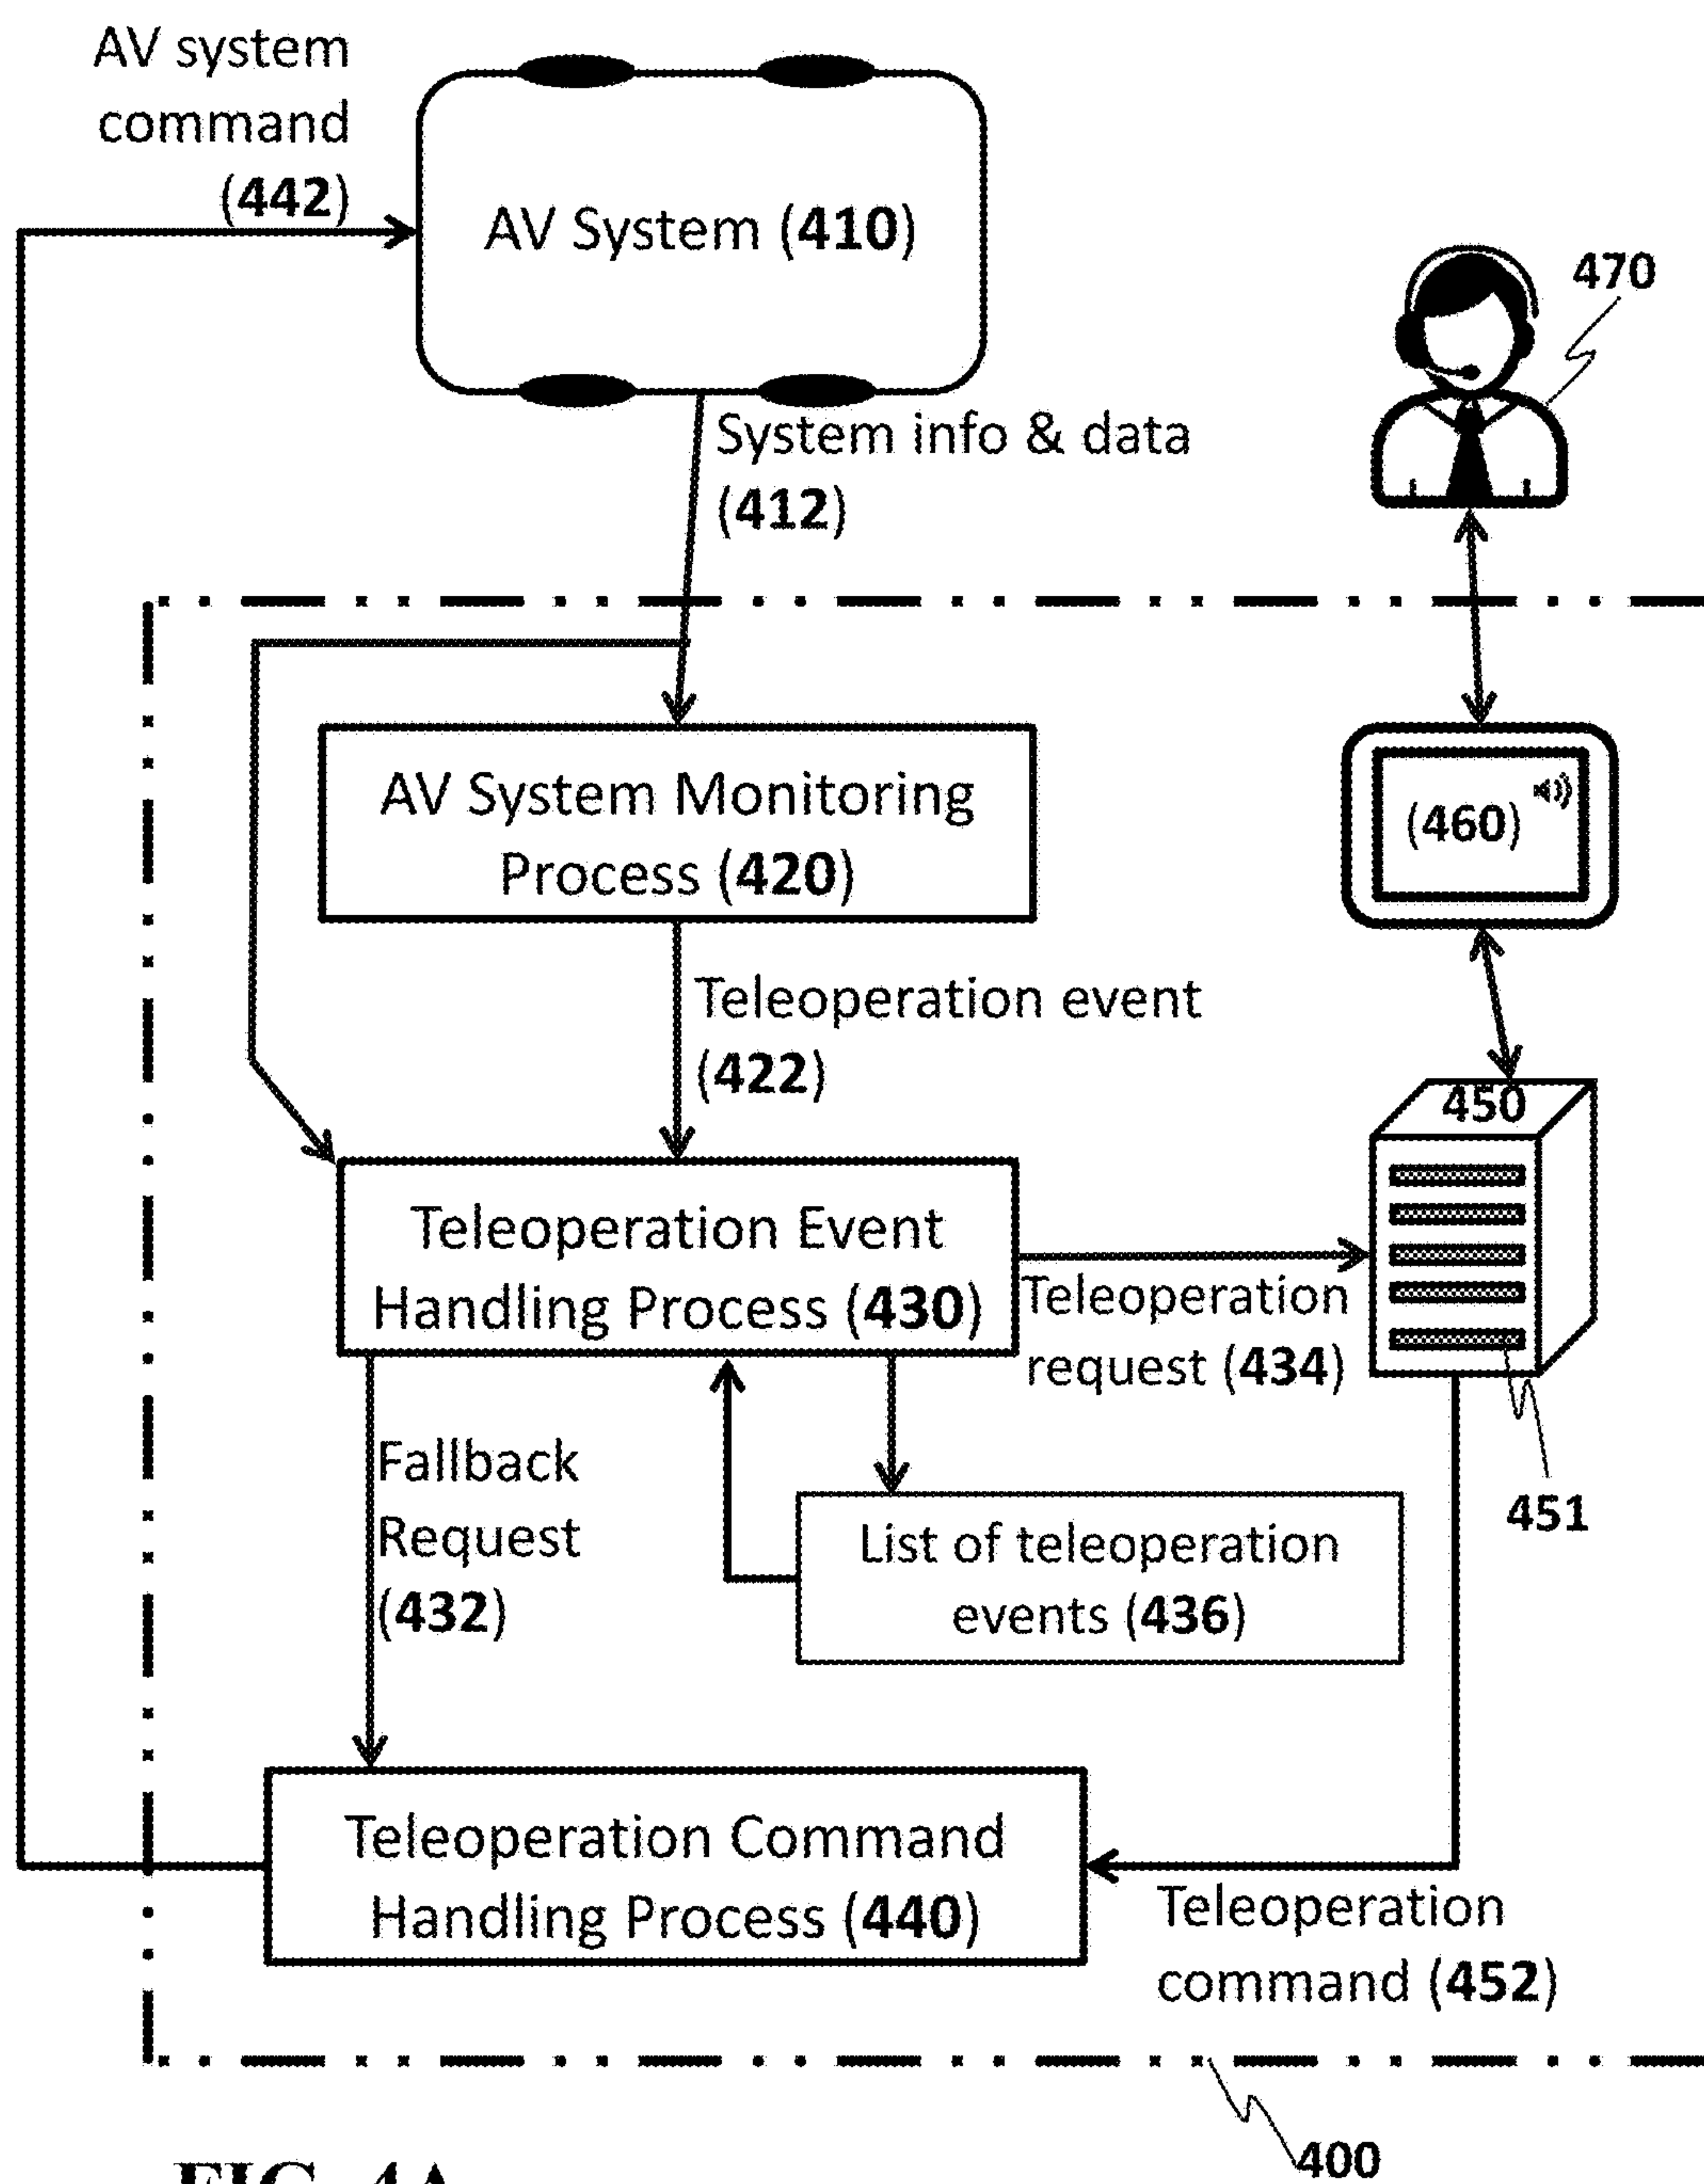 AV system
command
(442)
AV System (410)
470
System info & data
(412)
AV System Monitoring
Process (420)
(460)
Teleoperation event
(422)
450
Teleoperation Event
Handling Process (430)
Teleoperation
request (434)
Fallback
Request
(432)
451
List of teleoperation
events (436)
Teleoperation Command
Handling Process (440)
Teleoperation
command (452)
400
FIG. 4A